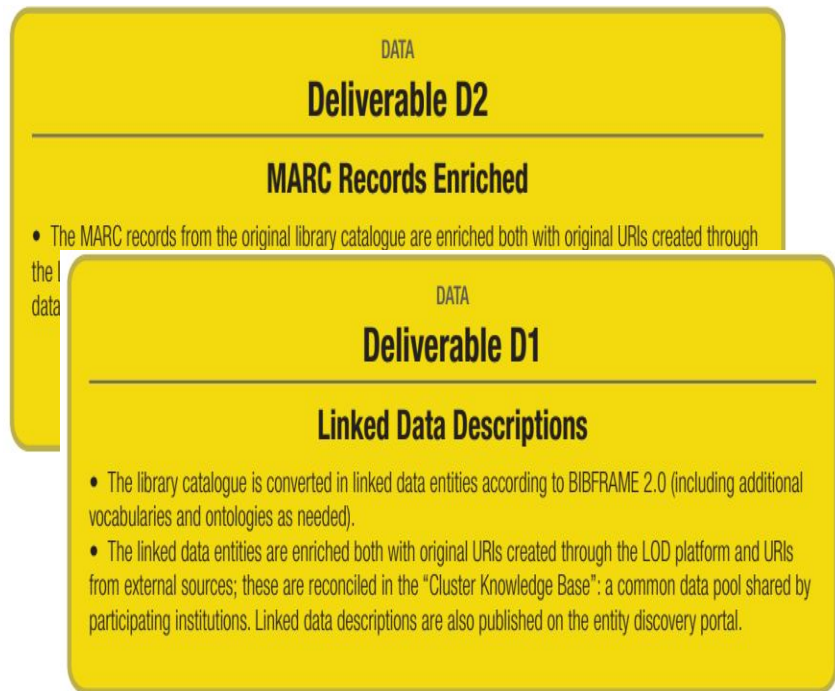 DATA
Deliverable D2
MARC Records Enriched
• The MARC records from the original library catalogue are enriched both with original URIs created through
the
data
DATA
Deliverable D1
Linked Data Descriptions
• The library catalogue is converted in linked data entities according to BIBFRAME 2.0 (including additional
vocabularies and ontologies as needed).
• The linked data entities are enriched both with original URIs created through the LOD platform and URIs
from external sources; these are reconciled in the “Cluster Knowledge Base”: a common data pool shared by
participating institutions. Linked data descriptions are also published on the entity discovery portal.